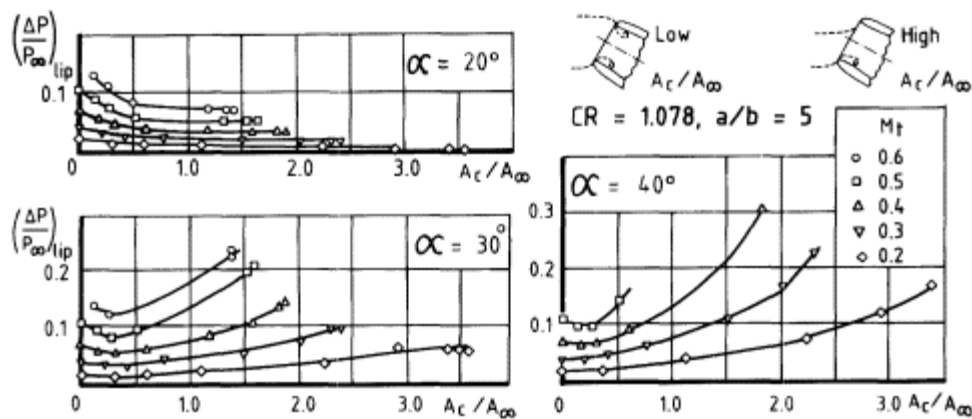 (ΔP/P∞)lip
α = 20°
0.1
0 1.0 2.0 3.0 Ac/A∞
Low
Ac/A∞
High
Ac/A∞
CR = 1.078, a/b = 5
(ΔP/P∞)lip
α = 30°
0.2
0.1
0 1.0 2.0 3.0 Ac/A∞
α = 40°
0.3
0.2
0.1
0 1.0 2.0 3.0
Ac/A∞
Mt
0.6
0.5
0.4
0.3
0.2